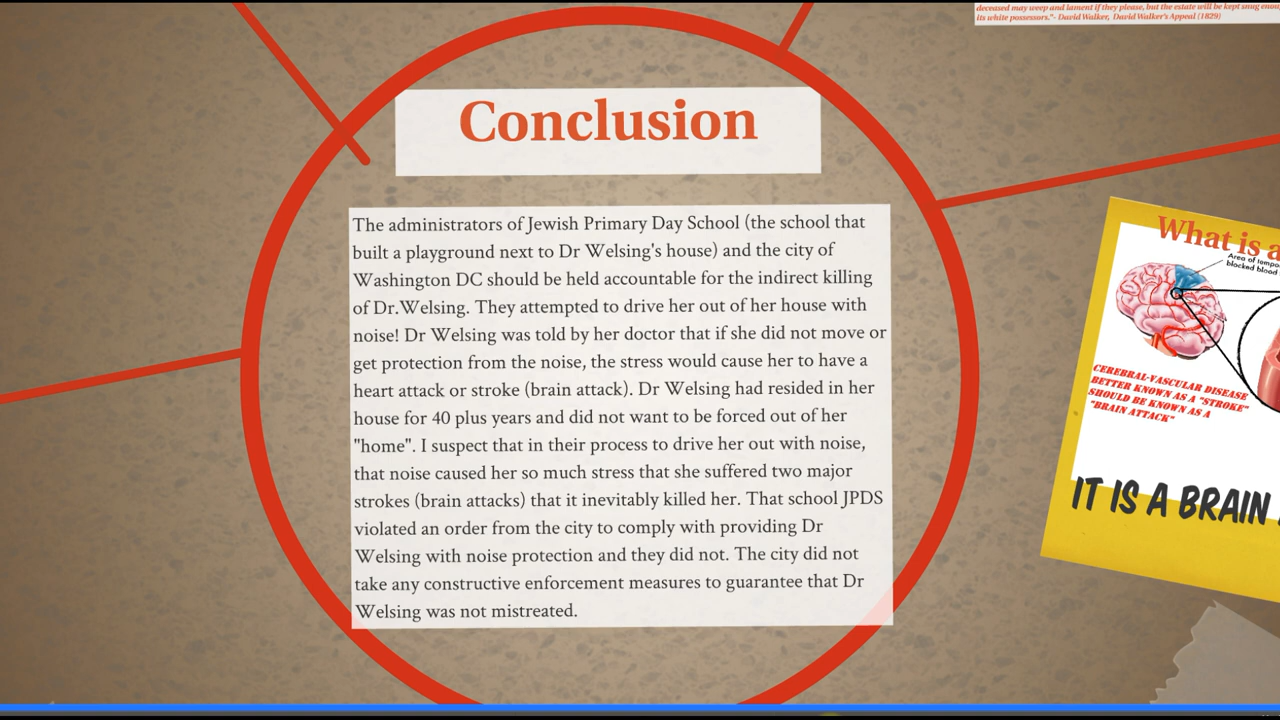 deceased may weep and lament if they please, but the estate will be kept snug
its white possessors."- David Walker, David Walker's Appeal (1829)
Conclusion
The administrators of Jewish Primary Day School (the school that
built a playground next to Dr Welsing's house) and the city of
Washington DC should be held accountable for the indirect killing
of Dr.Welsing. They attempted to drive her out of her house with
noise! Dr Welsing was told by her doctor that if she did not move or
get protection from the noise, the stress would cause her to have a
heart attack or stroke (brain attack). Dr Welsing had resided in her
house for 40 plus years and did not want to be forced out of her
"home". I suspect that in their process to drive her out with noise,
that noise caused her so much stress that she suffered two major
strokes (brain attacks) that it inevitably killed her. That school JPDS
violated an order from the city to comply with providing Dr
Welsing with noise protection and they did not. The city did not
take any constructive enforcement measures to guarantee that Dr
Welsing was not mistreated.
What is a
Area of
blocked blood
CEREBRAL-VASCULAR DISEASE
BETTER KNOWN AS A "STROKE"
SHOULD BE KNOWN AS A
"BRAIN ATTACK"
IT IS A BRAIN